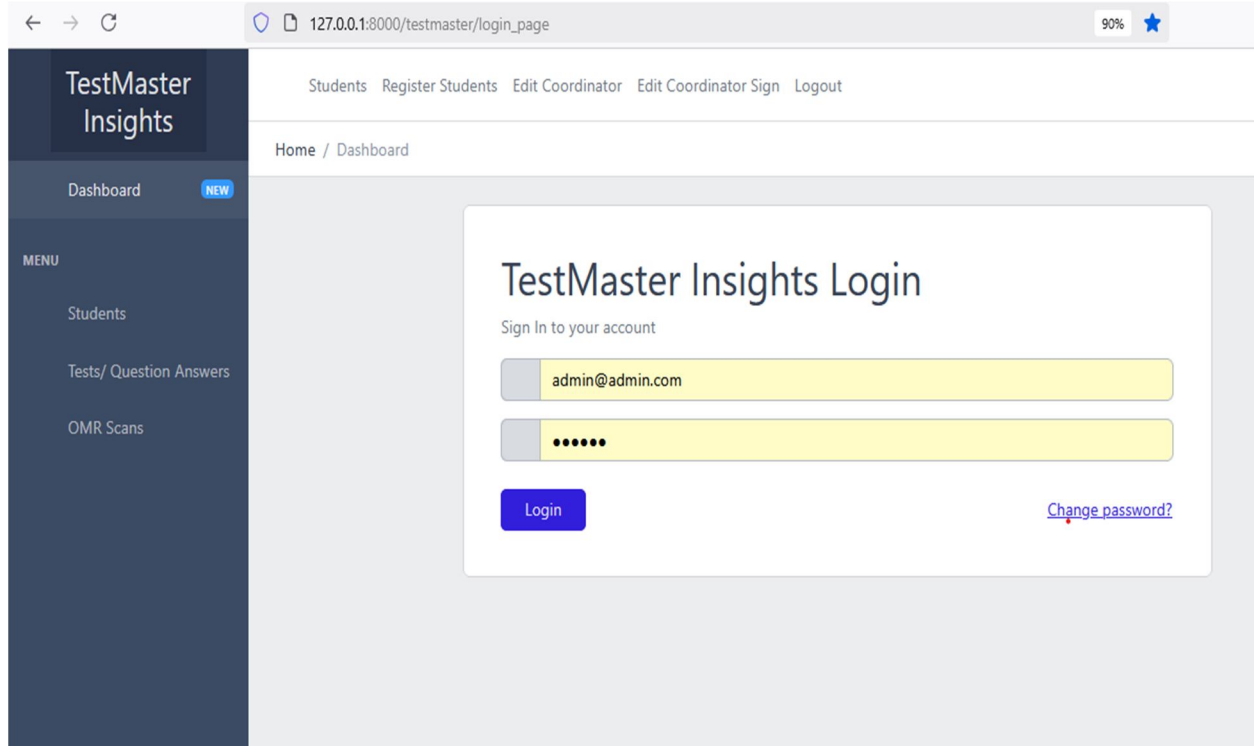 127.0.0.1:8000/testmaster/login_page 90%
TestMaster
Insights
Dashboard NEW
MENU
Students
Tests/ Question Answers
OMR Scans
Students Register Students Edit Coordinator Edit Coordinator Sign Logout
Home / Dashboard
TestMaster Insights Login
Sign In to your account
admin@admin.com
••••••
Login Change password?